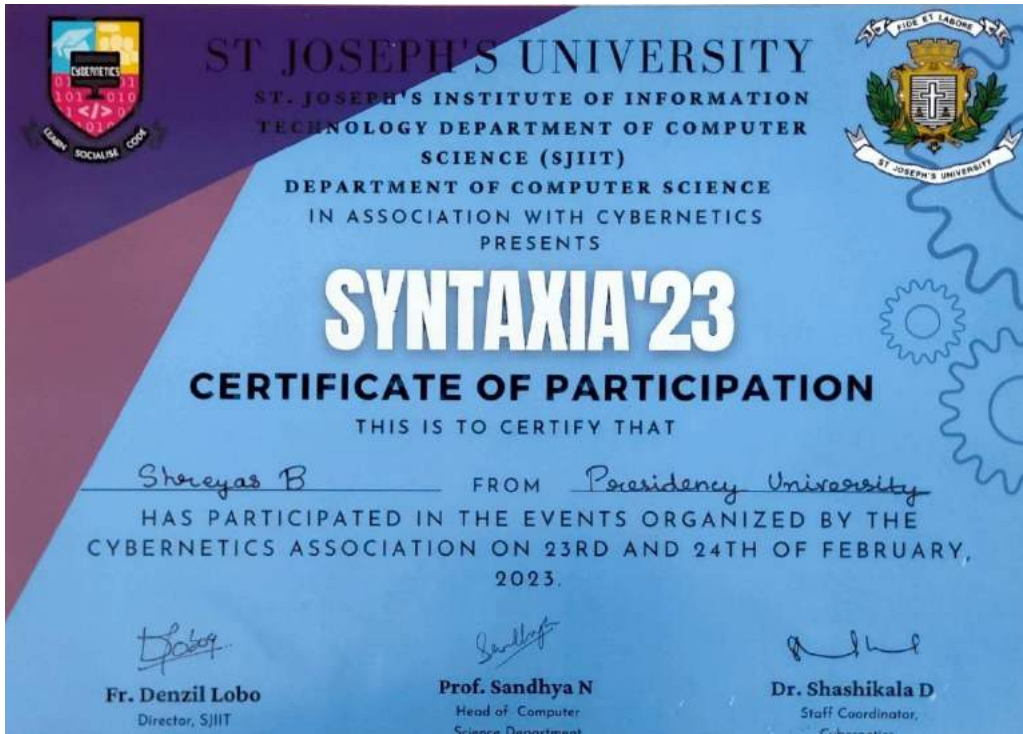 CYBERNETICS
LEARN SOCIALISE CODE
FIDE ET LABORE
ST JOSEPH'S UNIVERSITY
ST JOSEPH'S UNIVERSITY
ST. JOSEPH'S INSTITUTE OF INFORMATION
TECHNOLOGY DEPARTMENT OF COMPUTER
SCIENCE (SJIIT)
DEPARTMENT OF COMPUTER SCIENCE
IN ASSOCIATION WITH CYBERNETICS
PRESENTS
SYNTAXIA'23
CERTIFICATE OF PARTICIPATION
THIS IS TO CERTIFY THAT
Shreyas B FROM Presidency University
HAS PARTICIPATED IN THE EVENTS ORGANIZED BY THE
CYBERNETICS ASSOCIATION ON 23RD AND 24TH OF FEBRUARY,
2023.
Fr. Denzil Lobo
Director, SJIIT
Prof. Sandhya N
Head of Computer
Science Department
Dr. Shashikala D
Staff Coordinator,
Cybernetics